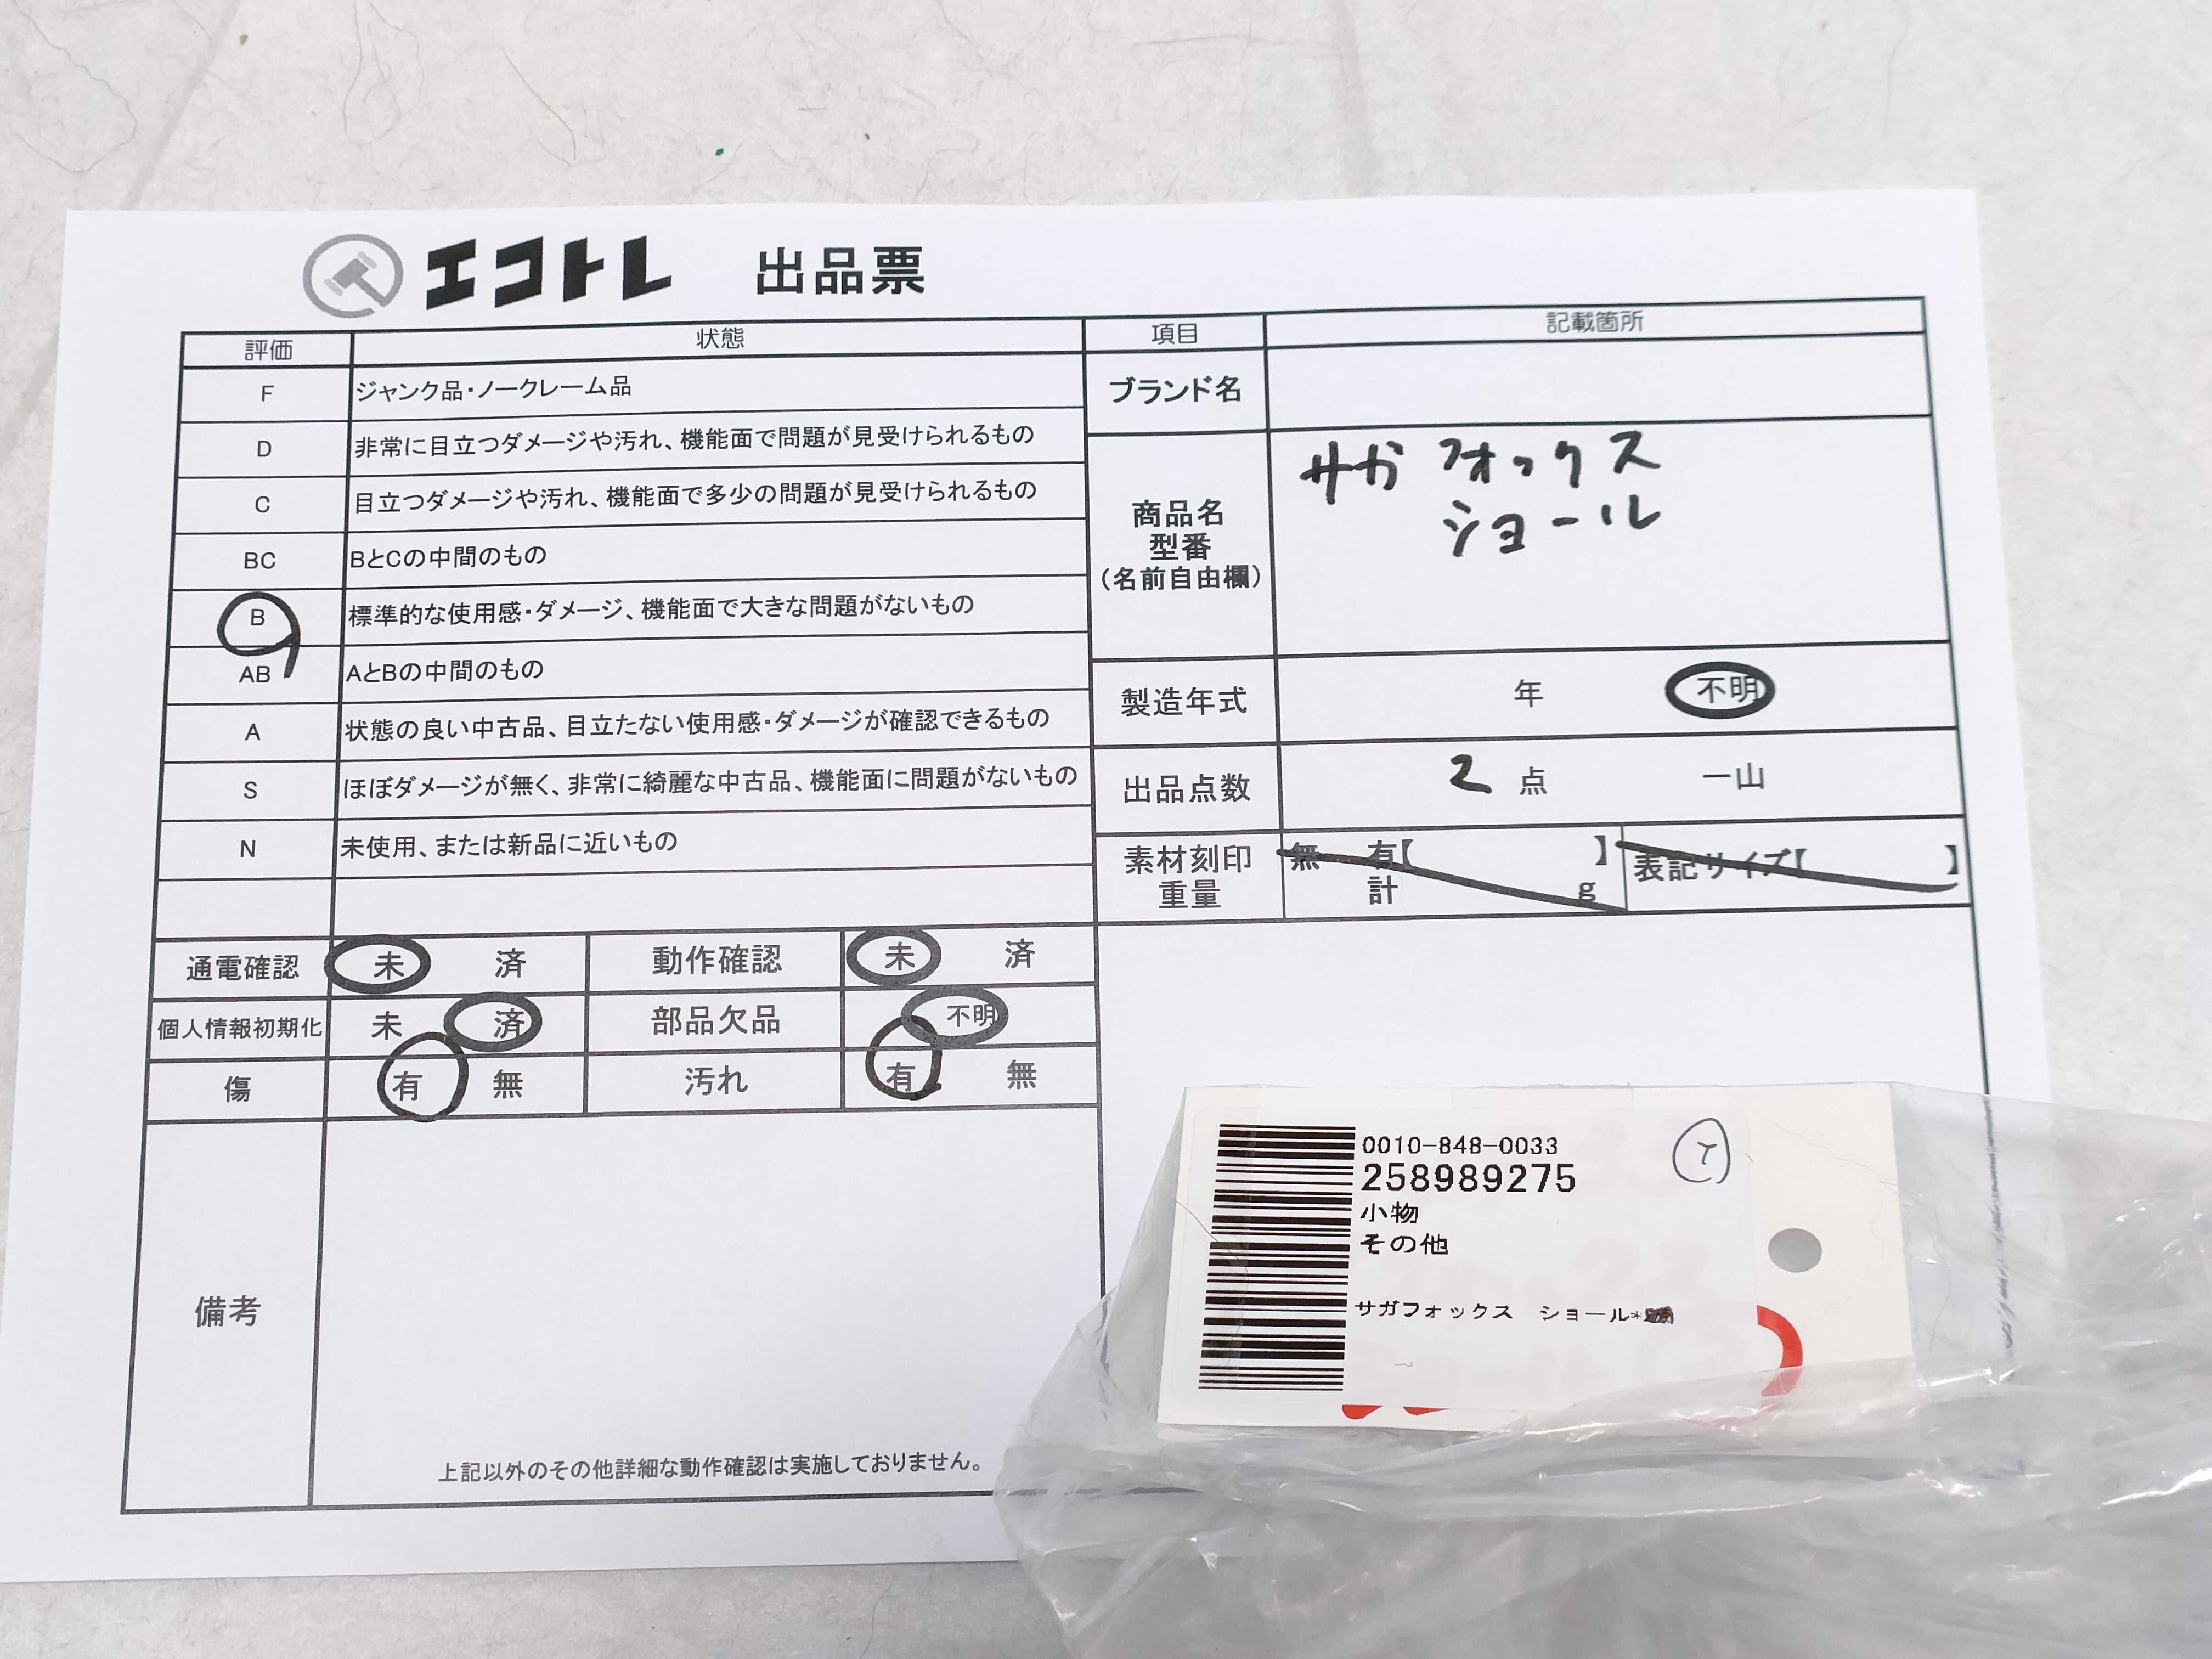 エコトレ 出品票
評価 状態 項目 記載箇所
F ジャンク品・ノークレーム品
D 非常に目立つダメージや汚れ、機能面で問題が見受けられるもの
C 目立つダメージや汚れ、機能面で多少の問題が見受けられるもの
BC BとCの中間のもの
B 標準的な使用感・ダメージ、機能面で大きな問題がないもの
AB AとBの中間のもの
A 状態の良い中古品、目立たない使用感・ダメージが確認できるもの
S ほぼダメージが無く、非常に綺麗な中古品、機能面に問題がないもの
N 未使用、または新品に近いもの
ブランド名
商品名
型番
(名前自由欄)
サガ フォックス
ショール
製造年式 年 不明
出品点数 2 点 一山
素材刻印 無 有【 】 表記サイズ【 】
重量 計 g
通電確認 未 済 動作確認 未 済
個人情報初期化 未 済 部品欠品 不明
傷 有 無 汚れ 有 無
備考
上記以外のその他詳細な動作確認は実施しておりません。
0010-848-0033
258989275
小物
その他
サガフォックス ショール*